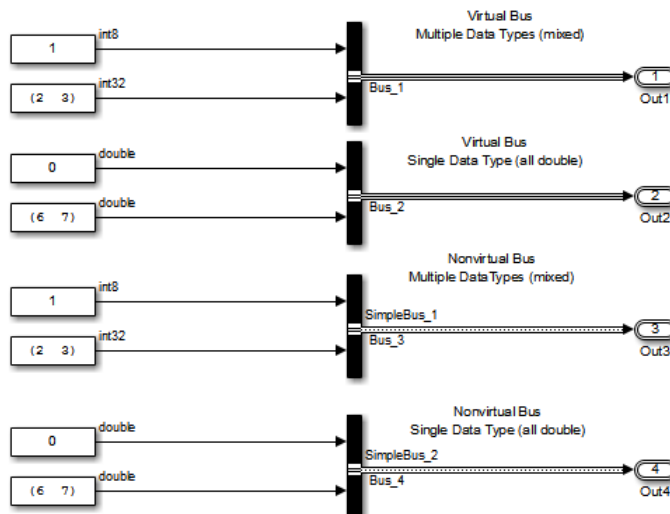 Virtual Bus
Multiple Data Types (mixed)
int8
1
int32
(2 3)
Bus_1
1
Out1
Virtual Bus
Single Data Type (all double)
double
0
double
(6 7)
Bus_2
2
Out2
Nonvirtual Bus
Multiple DataTypes (mixed)
int8
1
SimpleBus_1
int32
(2 3)
Bus_3
3
Out3
Nonvirtual Bus
Single Data Type (all double)
double
0
SimpleBus_2
double
(6 7)
Bus_4
4
Out4